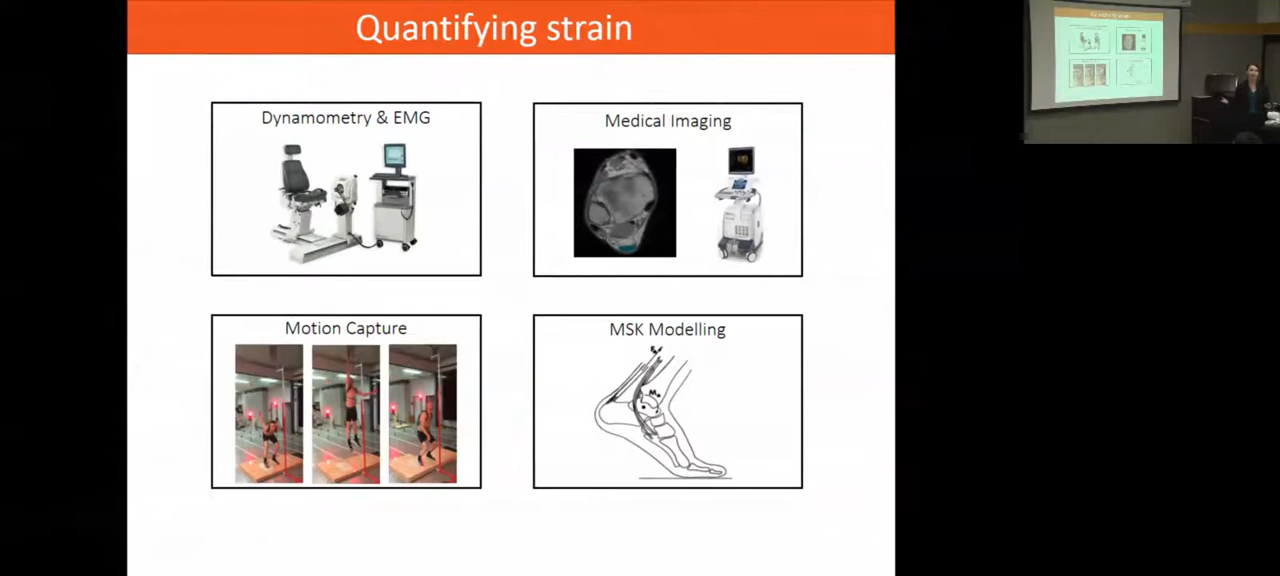 Quantifying strain
Dynamometry & EMG
Medical Imaging
Motion Capture
MSK Modelling